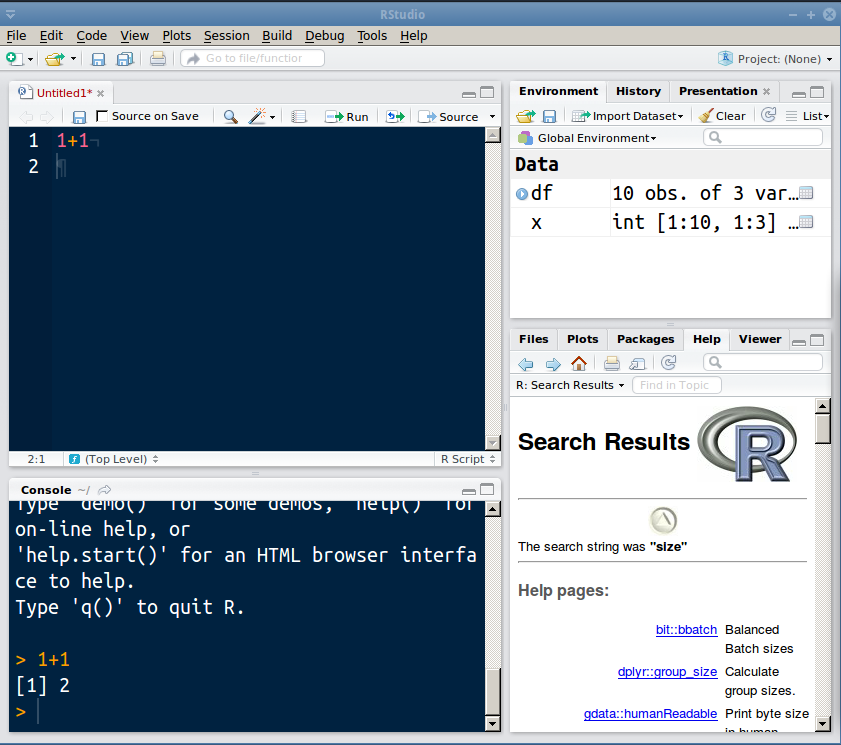 RStudio
File Edit Code View Plots Session Build Debug Tools Help
Go to file/function
Project: (None)
Untitled1*
Source on Save
Run
Source
1 1+1¬
2 ¶
2:1 (Top Level) R Script
Console ~/
Type 'demo()' for some demos, 'help()' for
on-line help, or
'help.start()' for an HTML browser interfa
ce to help.
Type 'q()' to quit R.
> 1+1
[1] 2
>
Environment History Presentation
Import Dataset Clear List
Global Environment
Data
df 10 obs. of 3 var…
x int [1:10, 1:3] …
Files Plots Packages Help Viewer
R: Search Results Find in Topic
Search Results R
The search string was "size"
Help pages:
bit::bbatch Balanced
Batch sizes
dplyr::group_size Calculate
group sizes.
gdata::humanReadable Print byte size
in human